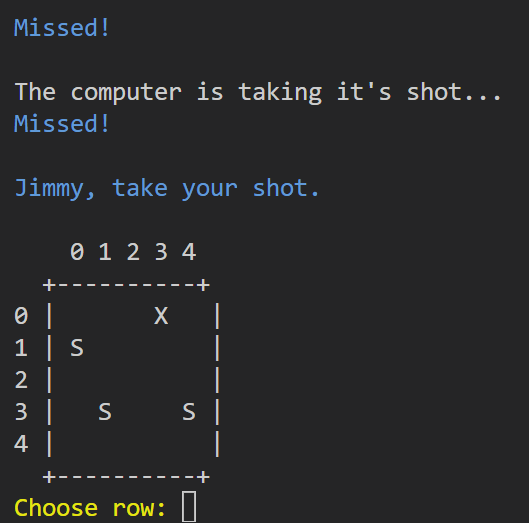 Missed!
The computer is taking it's shot...
Missed!
Jimmy, take your shot.
    0 1 2 3 4
  +----------+
0 |       X   |
1 | S         |
2 |           |
3 |   S     S |
4 |           |
  +----------+
Choose row: